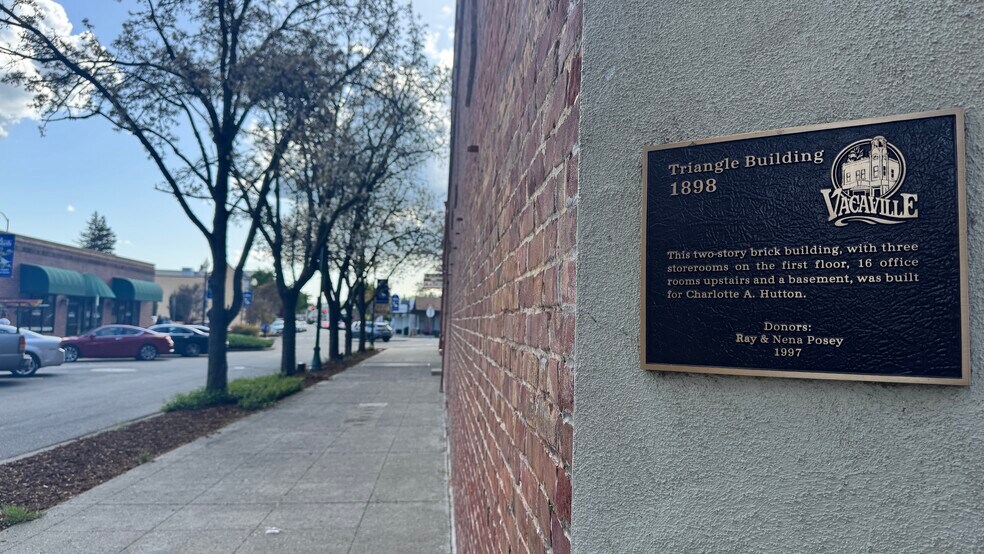 Triangle Building
1898
VACAVILLE
This two-story brick building, with three
storerooms on the first floor, 16 office
rooms upstairs and a basement, was built
for Charlotte A. Hutton.
Donors:
Ray & Nena Posey
1997